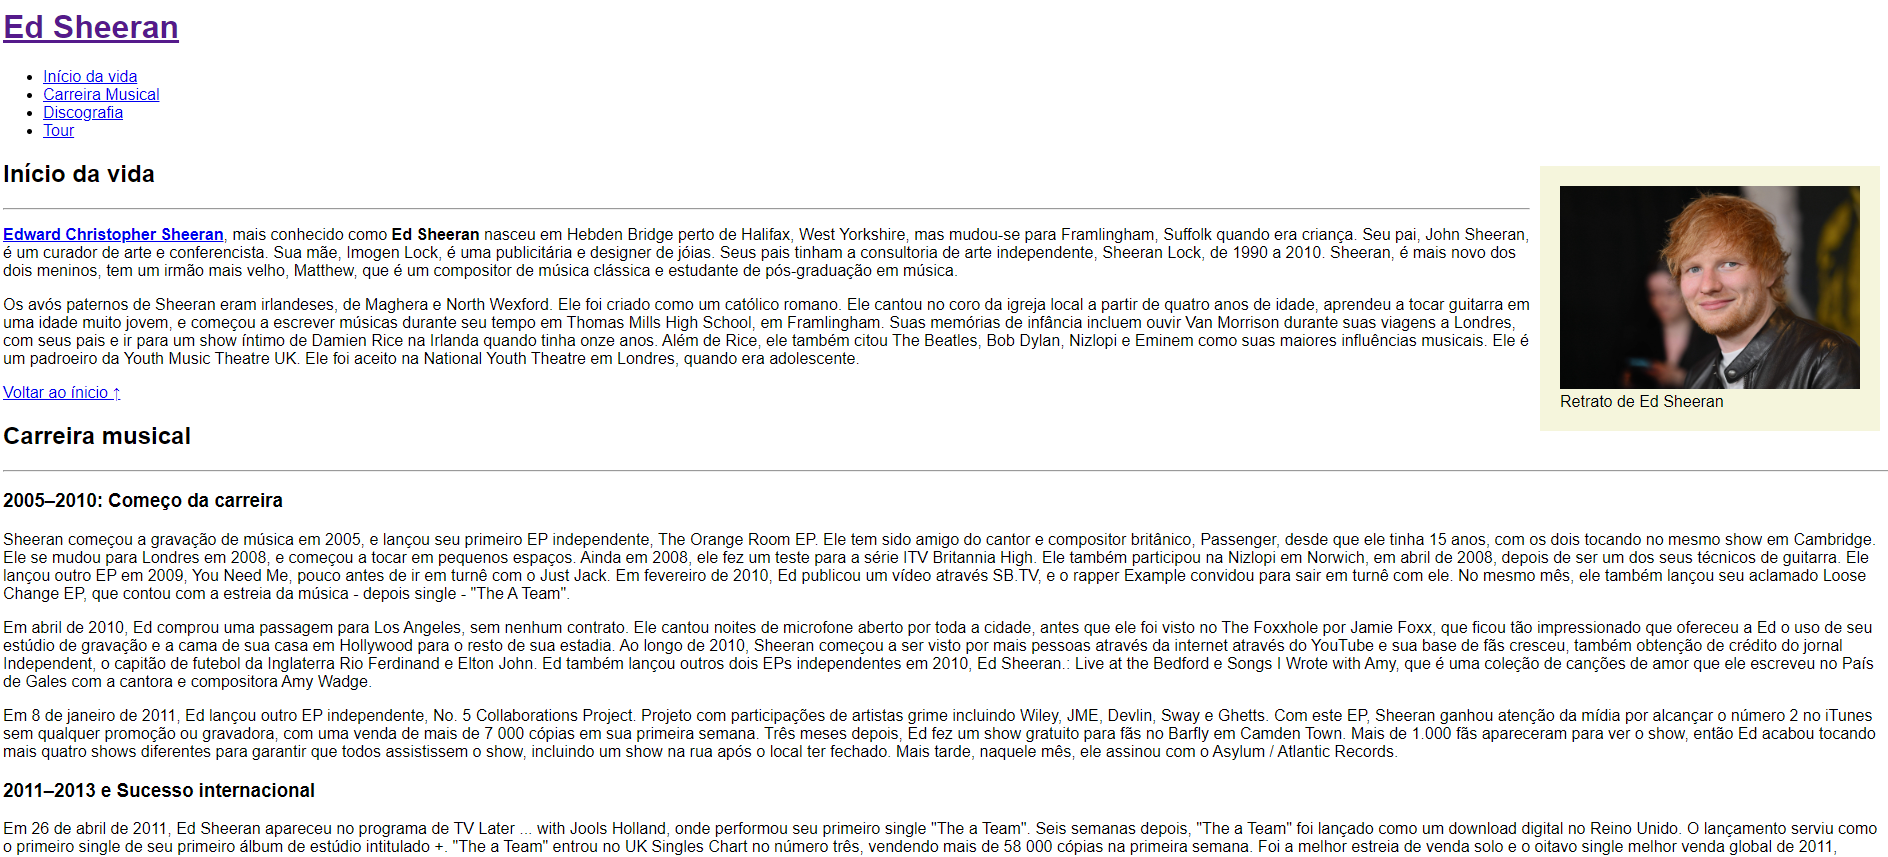 Ed Sheeran
Início da vida
Carreira Musical
Discografia
Tour
Início da vida
Edward Christopher Sheeran, mais conhecido como Ed Sheeran nasceu em Hebden Bridge perto de Halifax, West Yorkshire, mas mudou-se para Framlingham, Suffolk quando era criança. Seu pai, John Sheeran,
é um curador de arte e conferencista. Sua mãe, Imogen Lock, é uma publicitária e designer de jóias. Seus pais tinham a consultoria de arte independente, Sheeran Lock, de 1990 a 2010. Sheeran, é mais novo dos
dois meninos, tem um irmão mais velho, Matthew, que é um compositor de música clássica e estudante de pós-graduação em música.
Os avós paternos de Sheeran eram irlandeses, de Maghera e North Wexford. Ele foi criado como um católico romano. Ele cantou no coro da igreja local a partir de quatro anos de idade, aprendeu a tocar guitarra em
uma idade muito jovem, e começou a escrever músicas durante seu tempo em Thomas Mills High School, em Framlingham. Suas memórias de infância incluem ouvir Van Morrison durante suas viagens a Londres,
com seus pais e ir para um show íntimo de Damien Rice na Irlanda quando tinha onze anos. Além de Rice, ele também citou The Beatles, Bob Dylan, Nizlopi e Eminem como suas maiores influências musicais. Ele é
um padroeiro da Youth Music Theatre UK. Ele foi aceito na National Youth Theatre em Londres, quando era adolescente.
Voltar ao ínicio ↑
Retrato de Ed Sheeran
Carreira musical
2005–2010: Começo da carreira
Sheeran começou a gravação de música em 2005, e lançou seu primeiro EP independente, The Orange Room EP. Ele tem sido amigo do cantor e compositor britânico, Passenger, desde que ele tinha 15 anos, com os dois tocando no mesmo show em Cambridge.
Ele se mudou para Londres em 2008, e começou a tocar em pequenos espaços. Ainda em 2008, ele fez um teste para a série ITV Britannia High. Ele também participou na Nizlopi em Norwich, em abril de 2008, depois de ser um dos seus técnicos de guitarra. Ele
lançou outro EP em 2009, You Need Me, pouco antes de ir em turnê com o Just Jack. Em fevereiro de 2010, Ed publicou um vídeo através SB.TV, e o rapper Example convidou para sair em turnê com ele. No mesmo mês, ele também lançou seu aclamado Loose
Change EP, que contou com a estreia da música - depois single - "The A Team".
Em abril de 2010, Ed comprou uma passagem para Los Angeles, sem nenhum contrato. Ele cantou noites de microfone aberto por toda a cidade, antes que ele foi visto no The Foxxhole por Jamie Foxx, que ficou tão impressionado que ofereceu a Ed o uso de seu
estúdio de gravação e a cama de sua casa em Hollywood para o resto de sua estadia. Ao longo de 2010, Sheeran começou a ser visto por mais pessoas através da internet através do YouTube e sua base de fãs cresceu, também obtenção de crédito do jornal
Independent, o capitão de futebol da Inglaterra Rio Ferdinand e Elton John. Ed também lançou outros dois EPs independentes em 2010, Ed Sheeran.: Live at the Bedford e Songs I Wrote with Amy, que é uma coleção de canções de amor que ele escreveu no País
de Gales com a cantora e compositora Amy Wadge.
Em 8 de janeiro de 2011, Ed lançou outro EP independente, No. 5 Collaborations Project. Projeto com participações de artistas grime incluindo Wiley, JME, Devlin, Sway e Ghetts. Com este EP, Sheeran ganhou atenção da mídia por alcançar o número 2 no iTunes
sem qualquer promoção ou gravadora, com uma venda de mais de 7 000 cópias em sua primeira semana. Três meses depois, Ed fez um show gratuito para fãs no Barfly em Camden Town. Mais de 1.000 fãs apareceram para ver o show, então Ed acabou tocando
mais quatro shows diferentes para garantir que todos assistissem o show, incluindo um show na rua após o local ter fechado. Mais tarde, naquele mês, ele assinou com o Asylum / Atlantic Records.
2011–2013 e Sucesso internacional
Em 26 de abril de 2011, Ed Sheeran apareceu no programa de TV Later ... with Jools Holland, onde performou seu primeiro single "The a Team". Seis semanas depois, "The a Team" foi lançado como um download digital no Reino Unido. O lançamento serviu como
o primeiro single de seu primeiro álbum de estúdio intitulado +. "The a Team" entrou no UK Singles Chart no número três, vendendo mais de 58 000 cópias na primeira semana. Foi a melhor estreia de venda solo e o oitavo single melhor venda global de 2011,